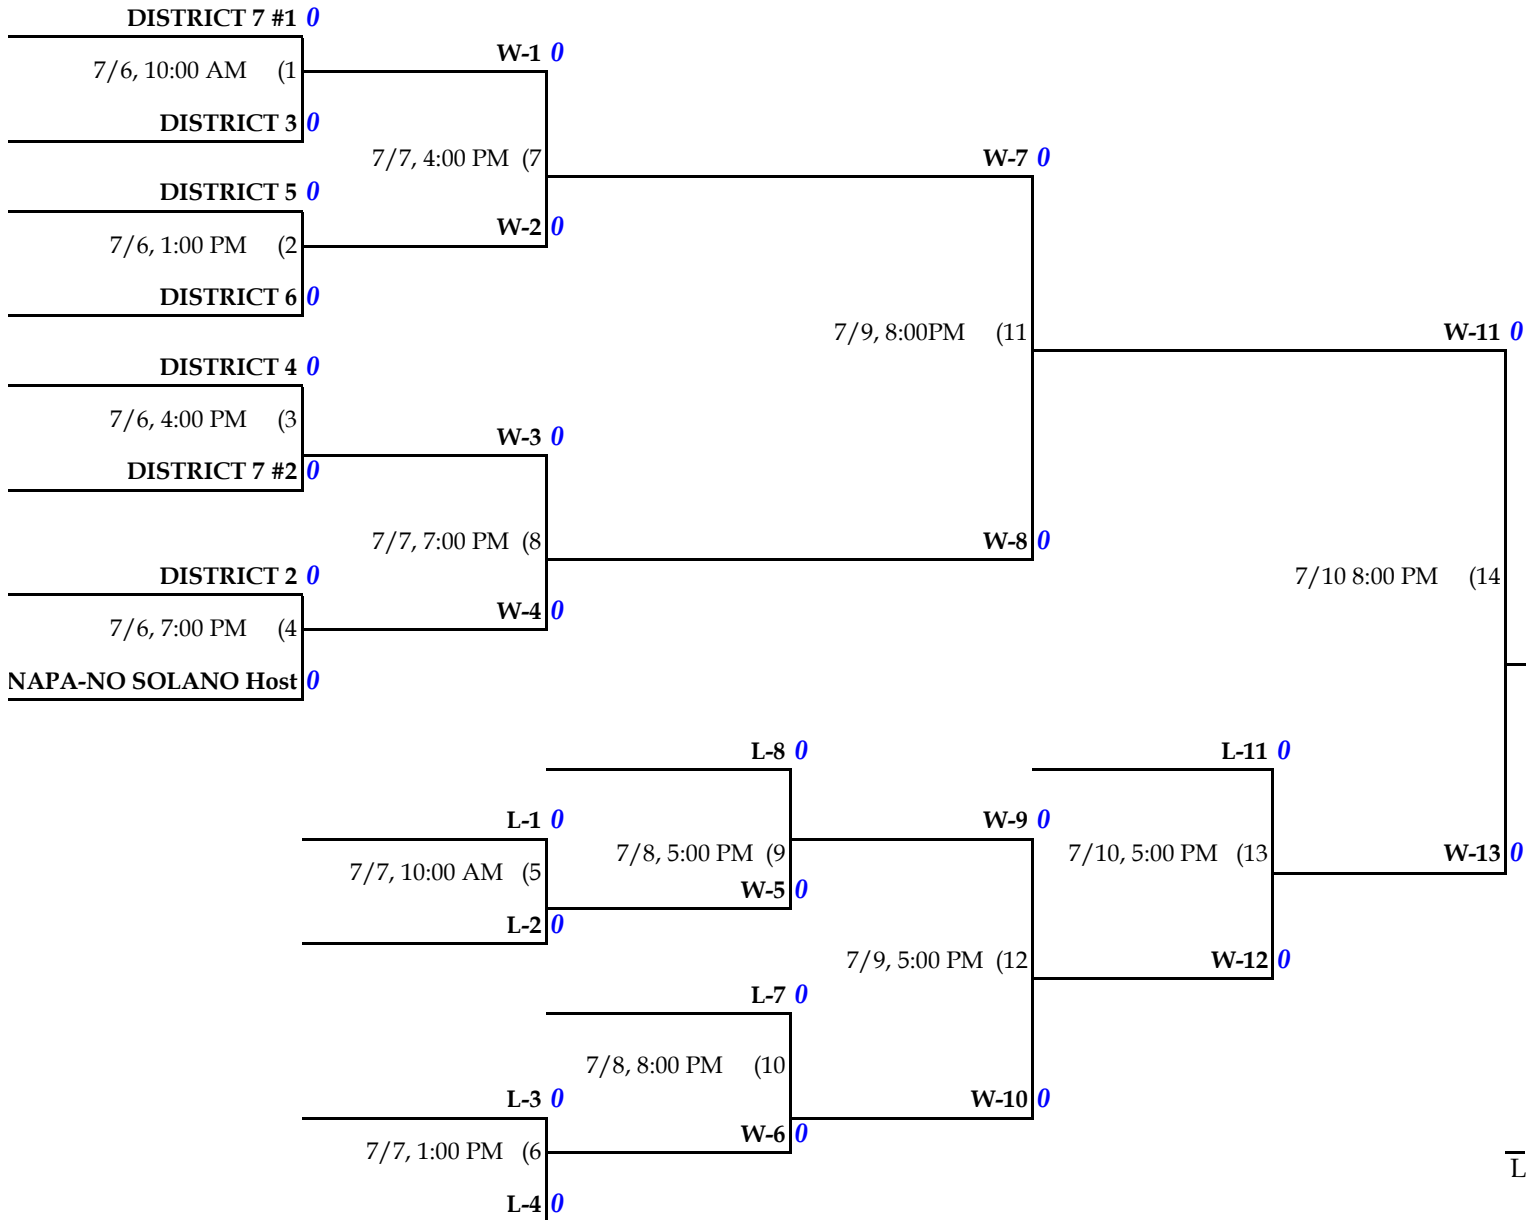 DISTRICT 7 #1 0
W-1 0
7/6, 10:00 AM (1
DISTRICT 3 0
7/7, 4:00 PM (7
W-7 0
DISTRICT 5 0
W-2 0
7/6, 1:00 PM (2
DISTRICT 6 0
7/9, 8:00PM (11
W-11 0
DISTRICT 4 0
7/6, 4:00 PM (3
W-3 0
DISTRICT 7 #2 0
7/7, 7:00 PM (8
W-8 0
DISTRICT 2 0
7/10 8:00 PM (14
W-4 0
7/6, 7:00 PM (4
NAPA-NO SOLANO Host 0
L-8 0
L-11 0
L-1 0
W-9 0
7/8, 5:00 PM (9
7/10, 5:00 PM (13
W-13 0
7/7, 10:00 AM (5
W-5 0
L-2 0
7/9, 5:00 PM (12
W-12 0
L-7 0
7/8, 8:00 PM (10
L-3 0
W-10 0
W-6 0
7/7, 1:00 PM (6
L
L-4 0